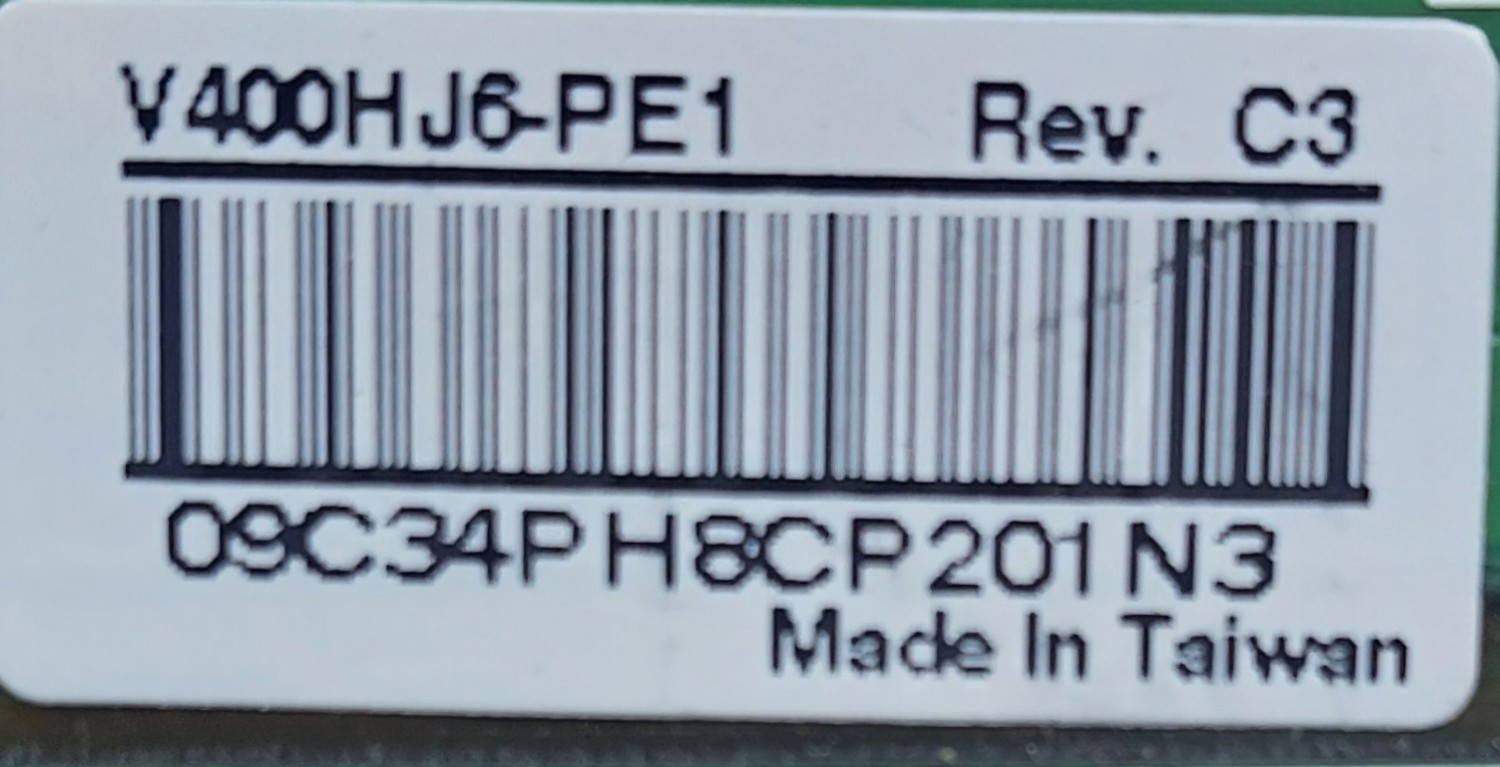 V400HJ6-PE1 Rev. C3
09C34PH8CP201N3
Made In Taiwan